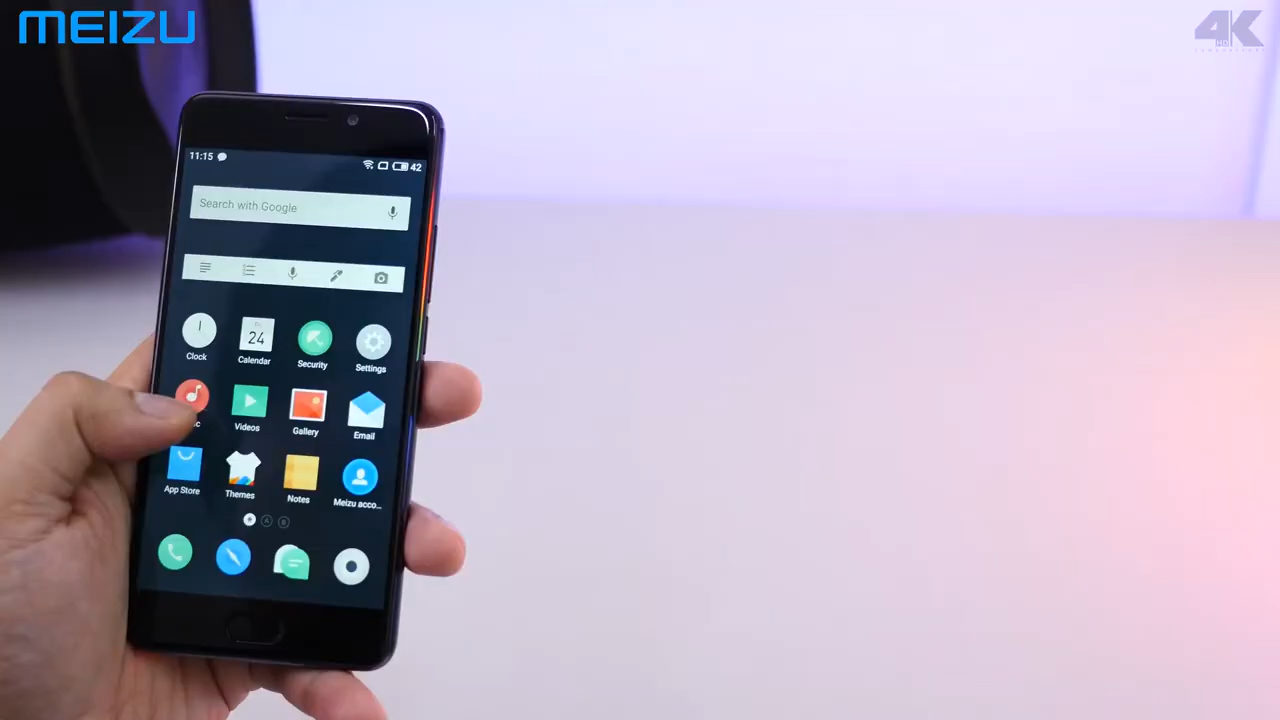 MEIZU
4K
HD
11:15
42
Search with Google
24
Clock
Calendar
Security
Settings
Videos
Gallery
Email
App Store
Themes
Notes
Meizu acco...